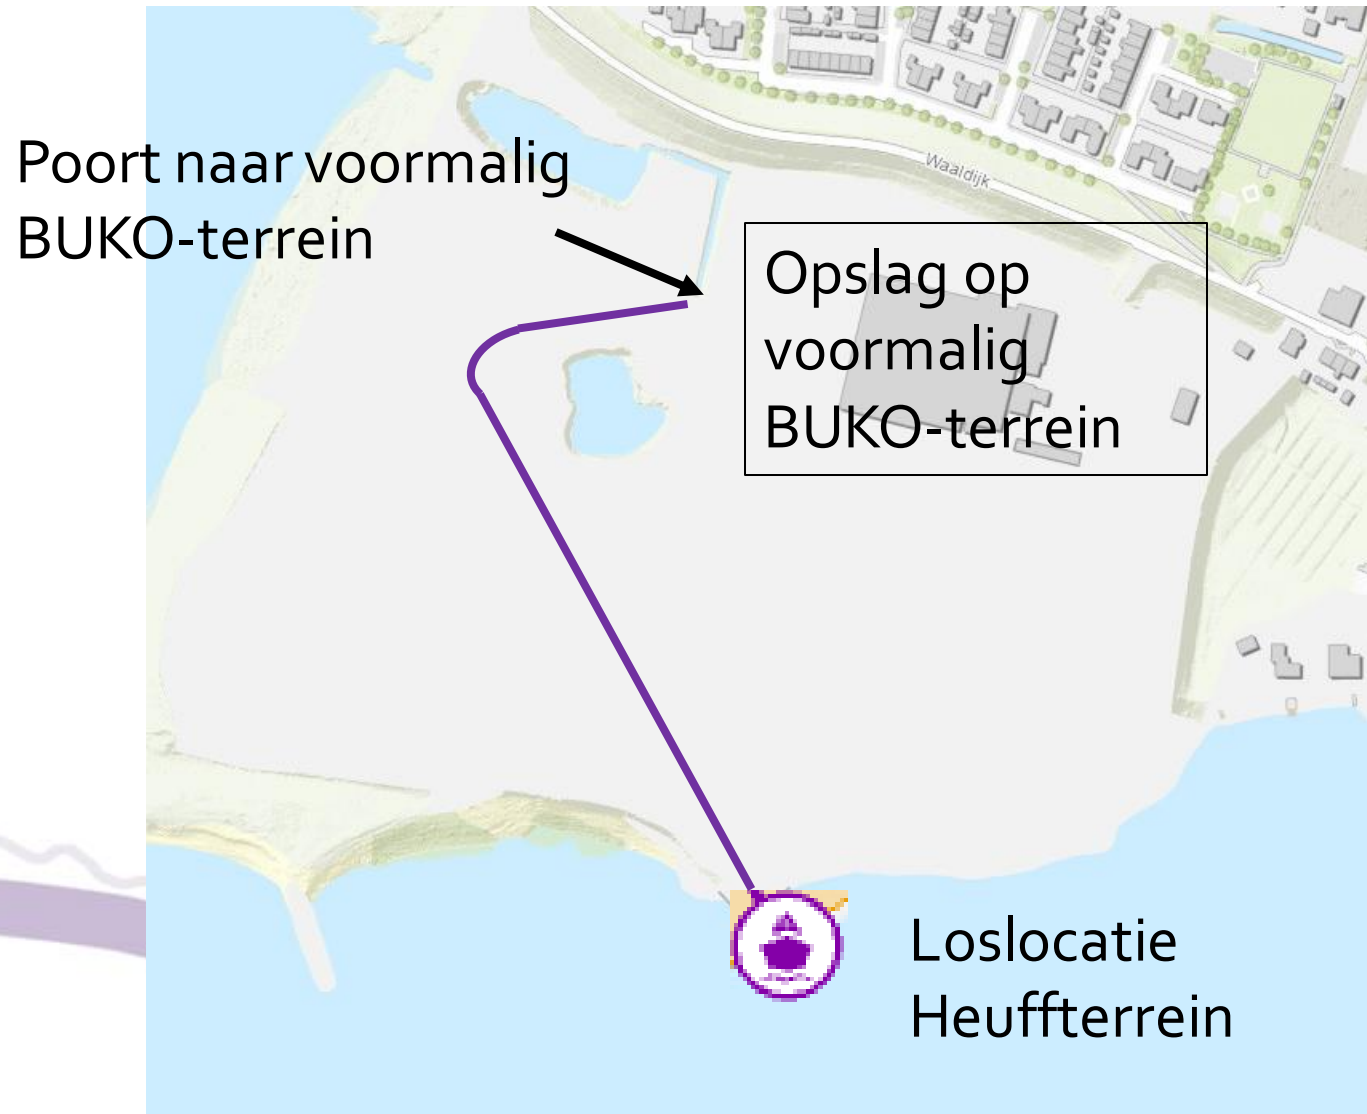 Waaldijk
Poort naar voormalig
BUKO-terrein
Opslag op
voormalig
BUKO-terrein
Loslocatie
Heuffterrein